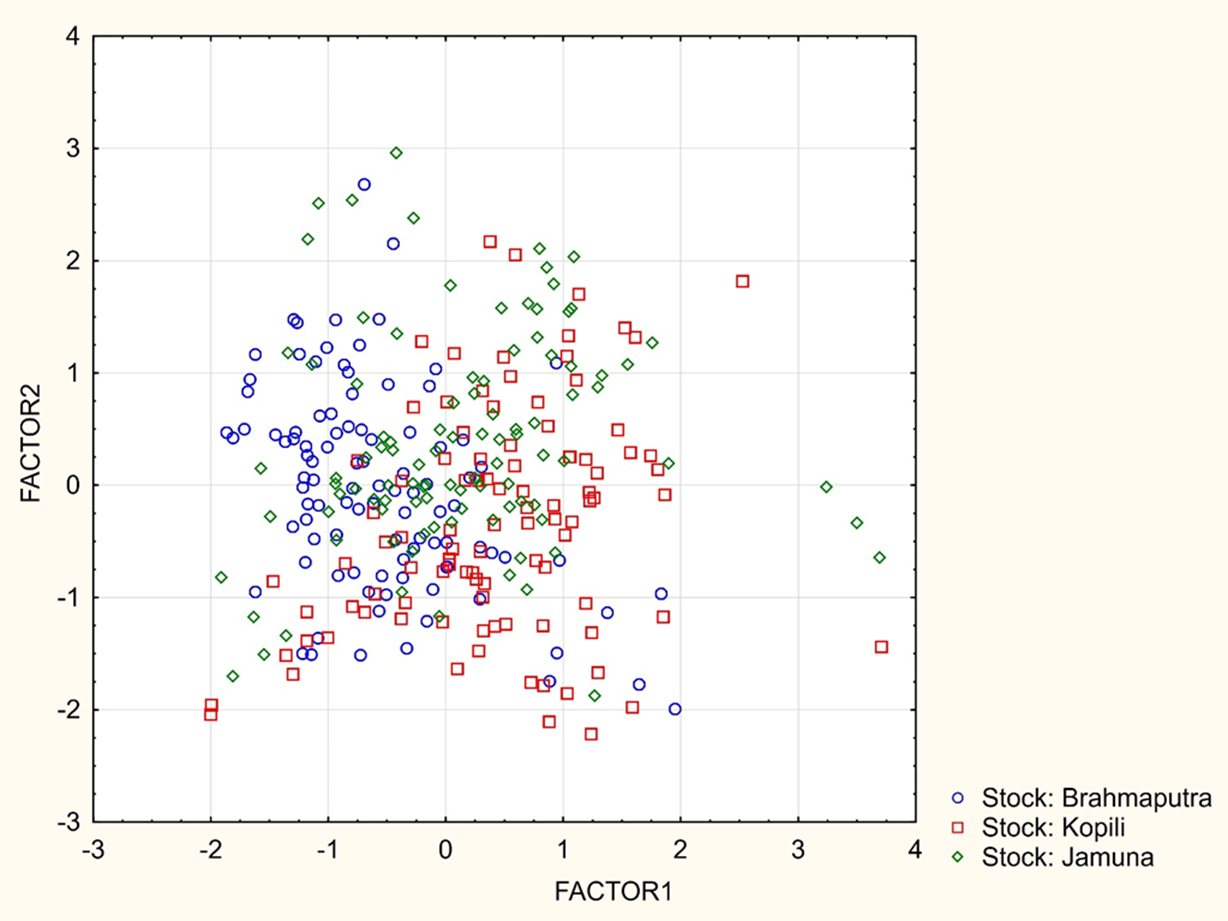 4
3
2
1
0
-1
-2
-3
FACTOR2
-3 -2 -1 0 1 2 3 4
FACTOR1
Stock: Brahmaputra
Stock: Kopili
Stock: Jamuna